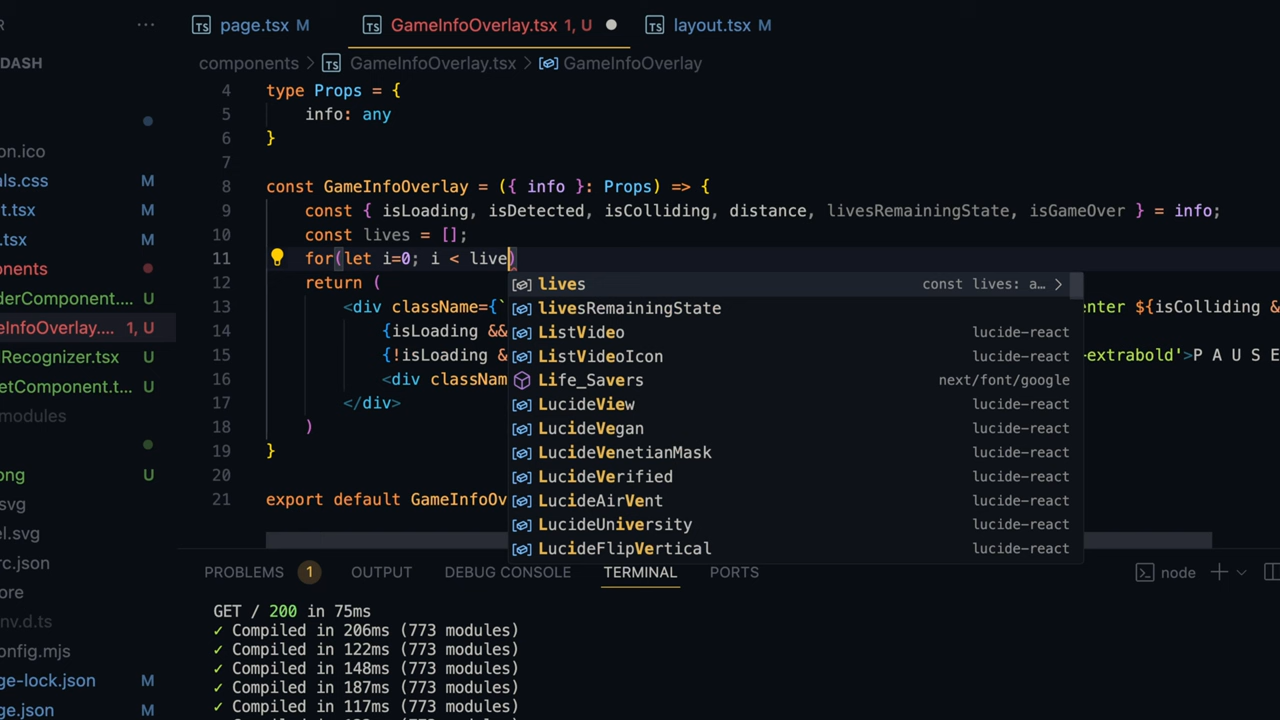 R
···
page.tsx M
GameInfoOverlay.tsx 1, U
layout.tsx M
DASH
components > GameInfoOverlay.tsx > GameInfoOverlay
on.ico
als.css M
t.tsx M
.tsx M
onents
derComponent.... U
eInfoOverlay.... 1, U
Recognizer.tsx U
etComponent.t... U
modules
ong U
svg
el.svg
rc.json
ore
nv.d.ts
onfig.mjs
ge-lock.json M
ge.json M
4 type Props = {
5 info: any
6 }
7
8 const GameInfoOverlay = ({ info }: Props) => {
9 const { isLoading, isDetected, isColliding, distance, livesRemainingState, isGameOver } = info;
10 const lives = [];
11 for(let i=0; i < live)
12 return (
13 <div className={` enter ${isColliding &
14 {isLoading &&
15 {!isLoading & -extrabold'>P A U S E
16 <div classNam
17 </div>
18 )
19 }
20
21 export default GameInfoOv
lives const lives: a… >
livesRemainingState
ListVideo lucide-react
ListVideoIcon lucide-react
Life_Savers next/font/google
LucideView lucide-react
LucideVegan lucide-react
LucideVenetianMask lucide-react
LucideVerified lucide-react
LucideAirVent lucide-react
LucideUniversity lucide-react
LucideFlipVertical lucide-react
PROBLEMS 1 OUTPUT DEBUG CONSOLE TERMINAL PORTS
node
GET / 200 in 75ms
✓ Compiled in 206ms (773 modules)
✓ Compiled in 122ms (773 modules)
✓ Compiled in 148ms (773 modules)
✓ Compiled in 187ms (773 modules)
✓ Compiled in 117ms (773 modules)